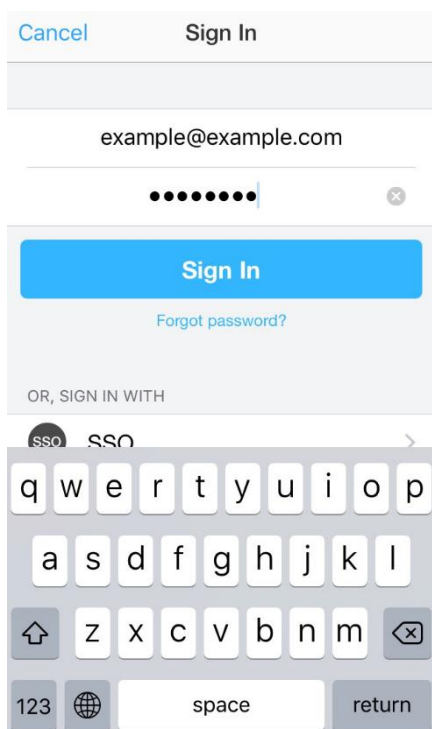 Cancel Sign In
example@example.com
●●●●●●●●
Sign In
Forgot password?
OR, SIGN IN WITH
SSO SSO
q w e r t y u i o p
a s d f g h j k l
z x c v b n m
123 space return